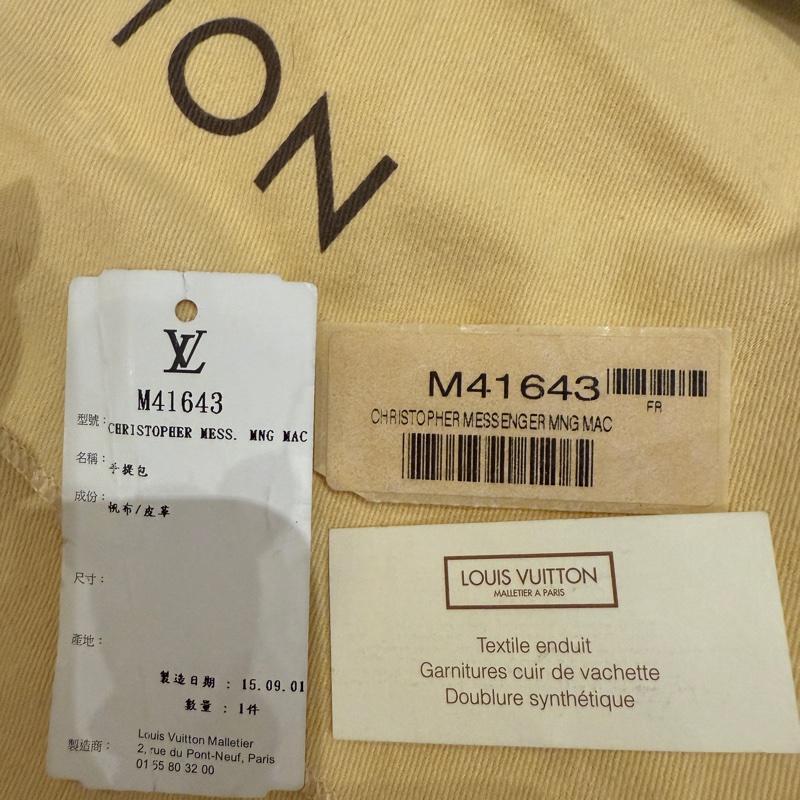 ION
LV
M41643
型號：
CHRISTOPHER MESS. MNG MAC
名稱：
手提包
成份：
帆布/皮革
尺寸：
產地：
製造日期 : 15.09.01
數量 : 1件
製造商：
Louis Vuitton Malletier
2, rue du Pont-Neuf, Paris
01 55 80 32 00
M41643
FR
CHRISTOPHER MESSENGER MNG MAC
LOUIS VUITTON
MALLETIER A PARIS
Textile enduit
Garnitures cuir de vachette
Doublure synthétique